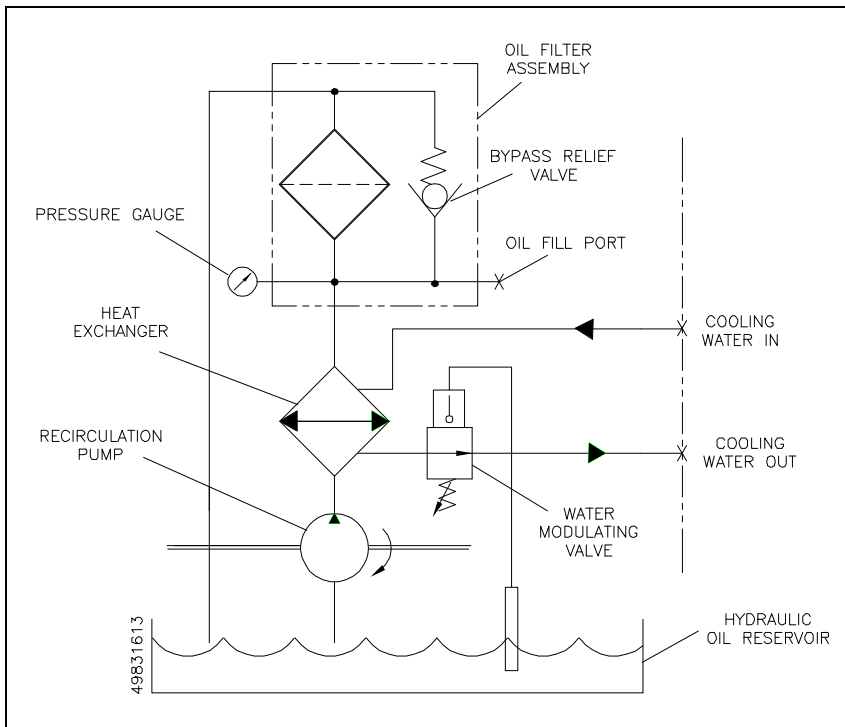 OIL FILTER
ASSEMBLY
BYPASS RELIEF
VALVE
PRESSURE GAUGE
OIL FILL PORT
HEAT
EXCHANGER
COOLING
WATER IN
RECIRCULATION
PUMP
COOLING
WATER OUT
WATER
MODULATING
VALVE
HYDRAULIC
OIL RESERVOIR
49831613